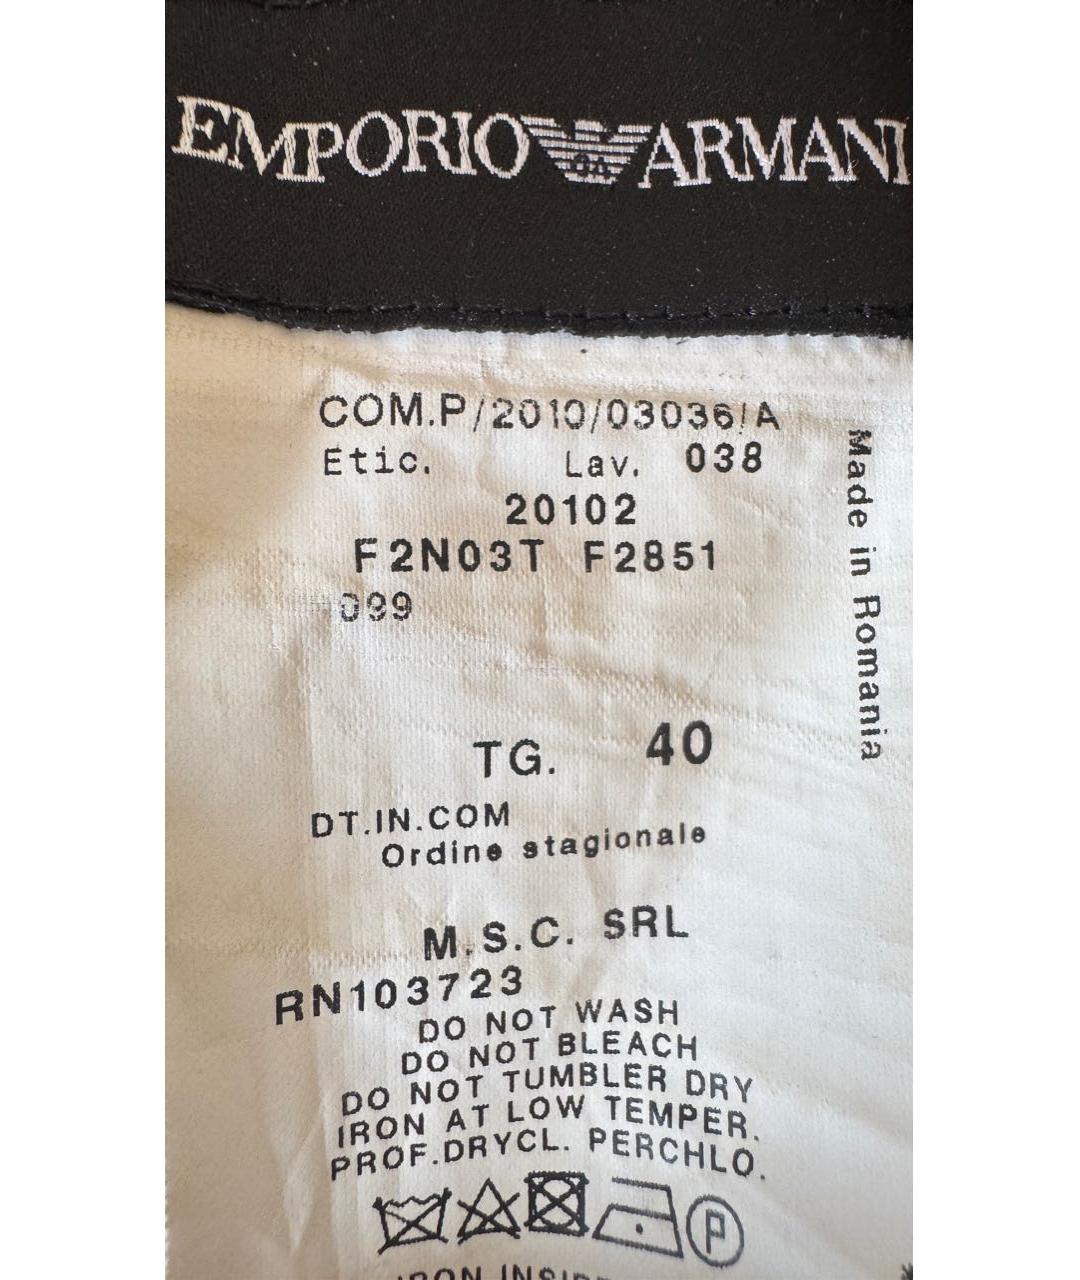 EMPORIO ARMANI
COM.P/2010/03036/A
Etic. Lav. 038
20102
F2N03T F2851
099
TG. 40
DT.IN.COM
Ordine stagionale
M.S.C. SRL
RN103723
DO NOT WASH
DO NOT BLEACH
DO NOT TUMBLER DRY
IRON AT LOW TEMPER.
PROF.DRYCL. PERCHLO.
P
IRON
Made in Romania